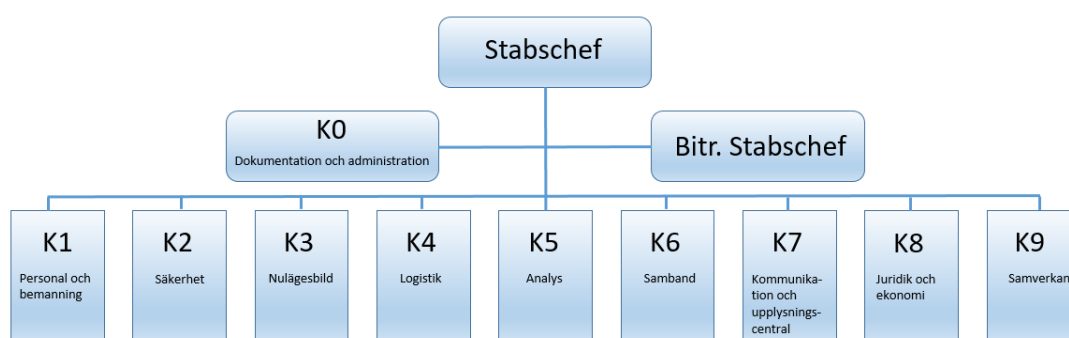 Stabschef
K0
Dokumentation och administration
Bitr. Stabschef
K1
Personal och
bemanning
K2
Säkerhet
K3
Nulägesbild
K4
Logistik
K5
Analys
K6
Samband
K7
Kommunika-
tion och
upplysnings-
central
K8
Juridik och
ekonomi
K9
Samverkan